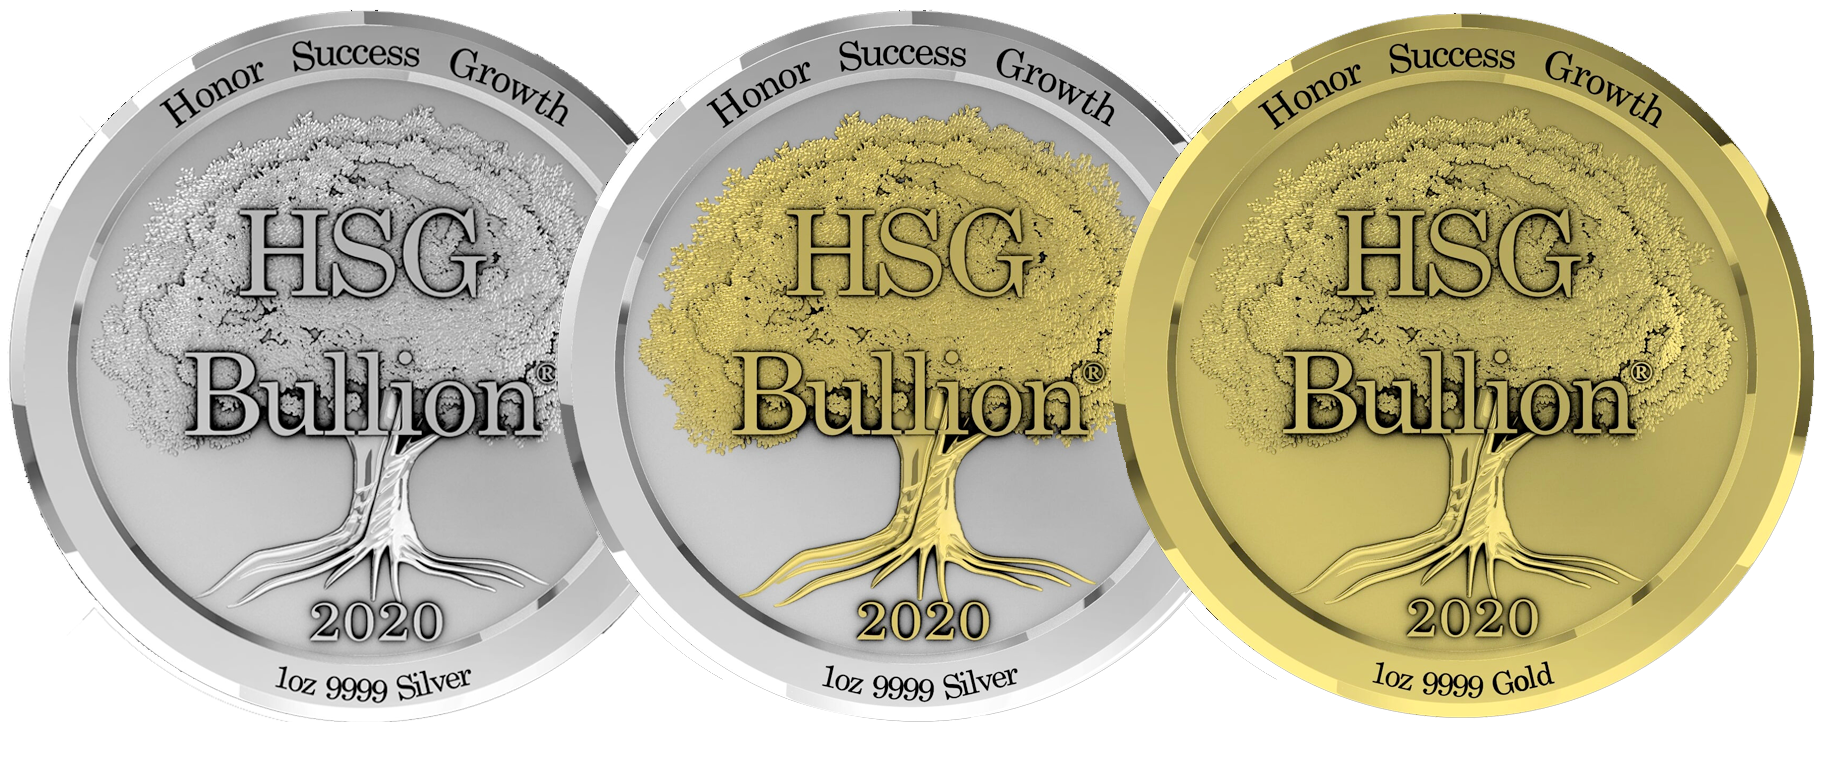 Honor Success Growth
HSG
Bullion®
2020
1oz 9999 Silver
Honor Success Growth
HSG
Bullion®
2020
1oz 9999 Silver
Honor Success Growth
HSG
Bullion®
2020
1oz 9999 Gold